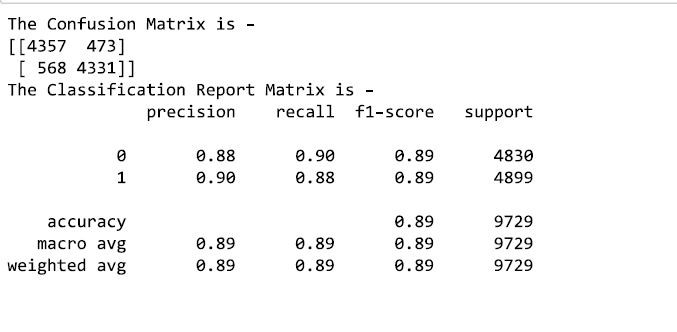 The Confusion Matrix is -
[[4357  473]
 [ 568 4331]]
The Classification Report Matrix is -
              precision    recall  f1-score   support

           0       0.88      0.90      0.89      4830
           1       0.90      0.88      0.89      4899

    accuracy                           0.89      9729
   macro avg       0.89      0.89      0.89      9729
weighted avg       0.89      0.89      0.89      9729